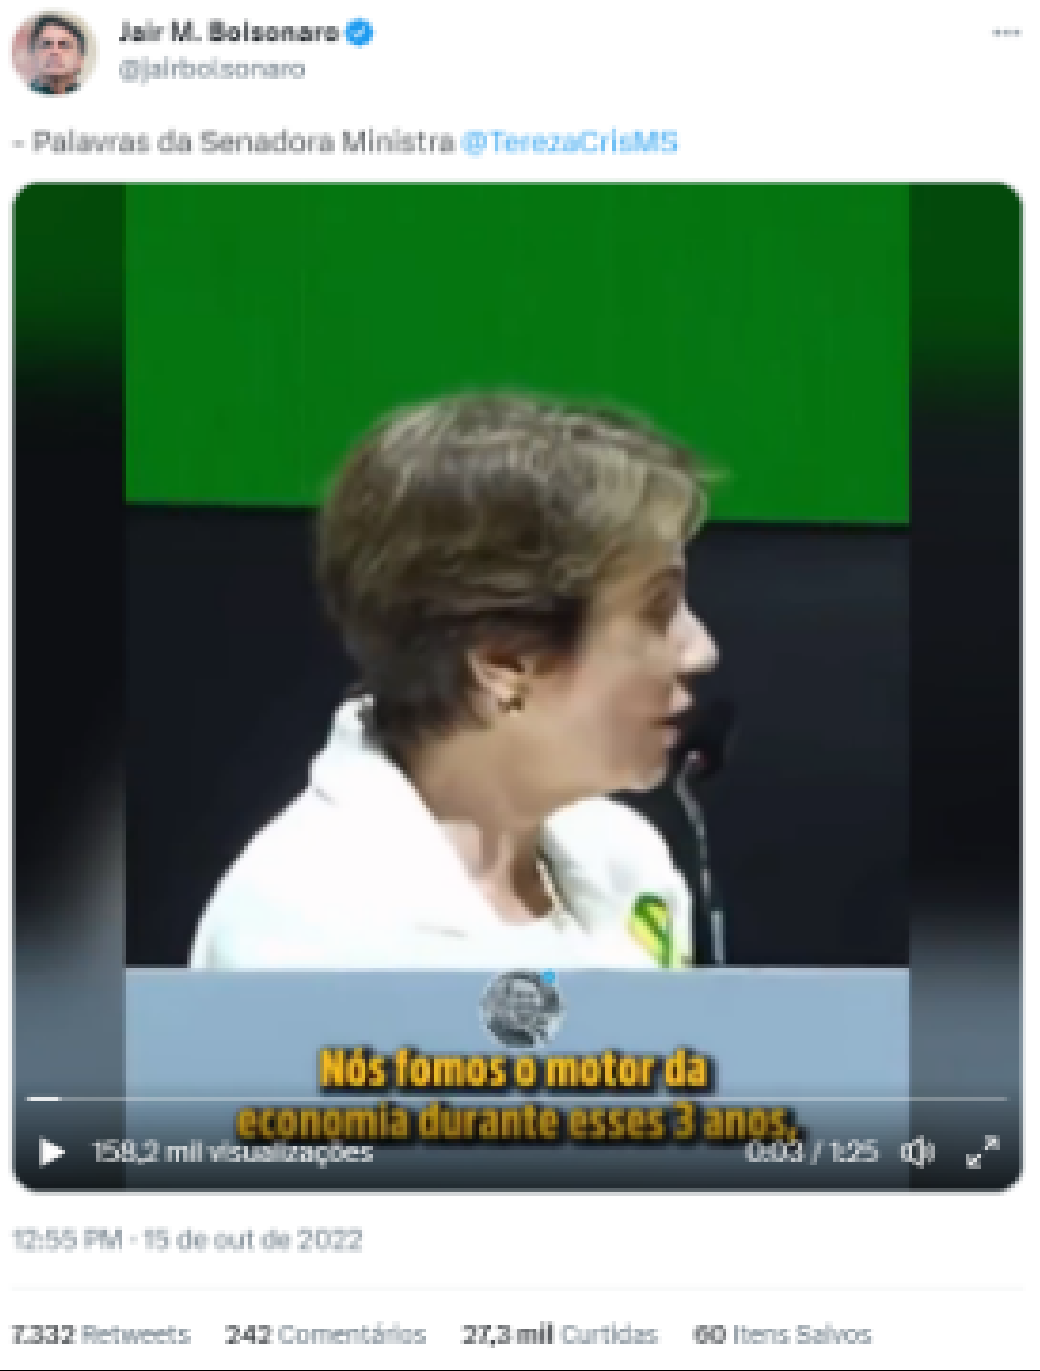 Jair M. Bolsonaro
@jairbolsonaro
- Palavras da Senadora Ministra @TerezaCrisMS
Nós fomos o motor da
economia durante esses 3 anos,
158,2 mil visualizações
0:03 / 1:25
12:55 PM · 15 de out de 2022
7.332 Retweets 242 Comentários 27,3 mil Curtidas 60 Itens Salvos